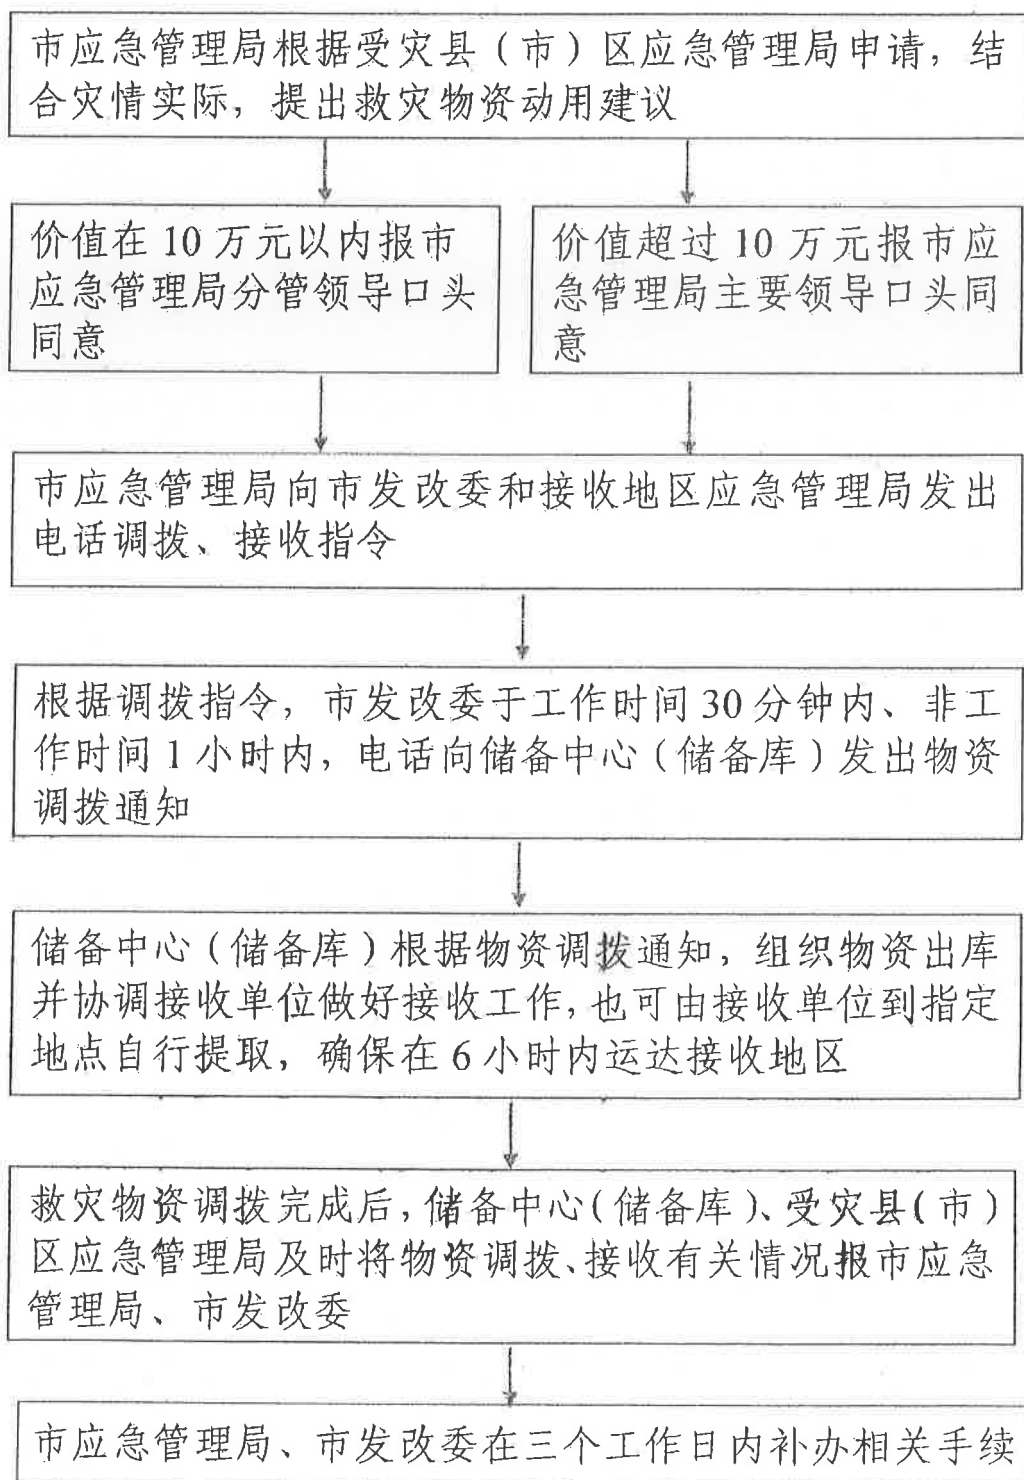 市应急管理局根据受灾县（市）区应急管理局申请，结
合灾情实际，提出救灾物资动用建议
价值在10万元以内报市
应急管理局分管领导口头
同意
价值超过10万元报市应
急管理局主要领导口头同
意
市应急管理局向市发改委和接收地区应急管理局发出
电话调拨、接收指令
根据调拨指令，市发改委于工作时间30分钟内、非工
作时间1小时内，电话向储备中心（储备库）发出物资
调拨通知
储备中心（储备库）根据物资调拨通知，组织物资出库
并协调接收单位做好接收工作，也可由接收单位到指定
地点自行提取，确保在6小时内运达接收地区
救灾物资调拨完成后，储备中心（储备库）、受灾县（市）
区应急管理局及时将物资调拨、接收有关情况报市应急
管理局、市发改委
市应急管理局、市发改委在三个工作日内补办相关手续